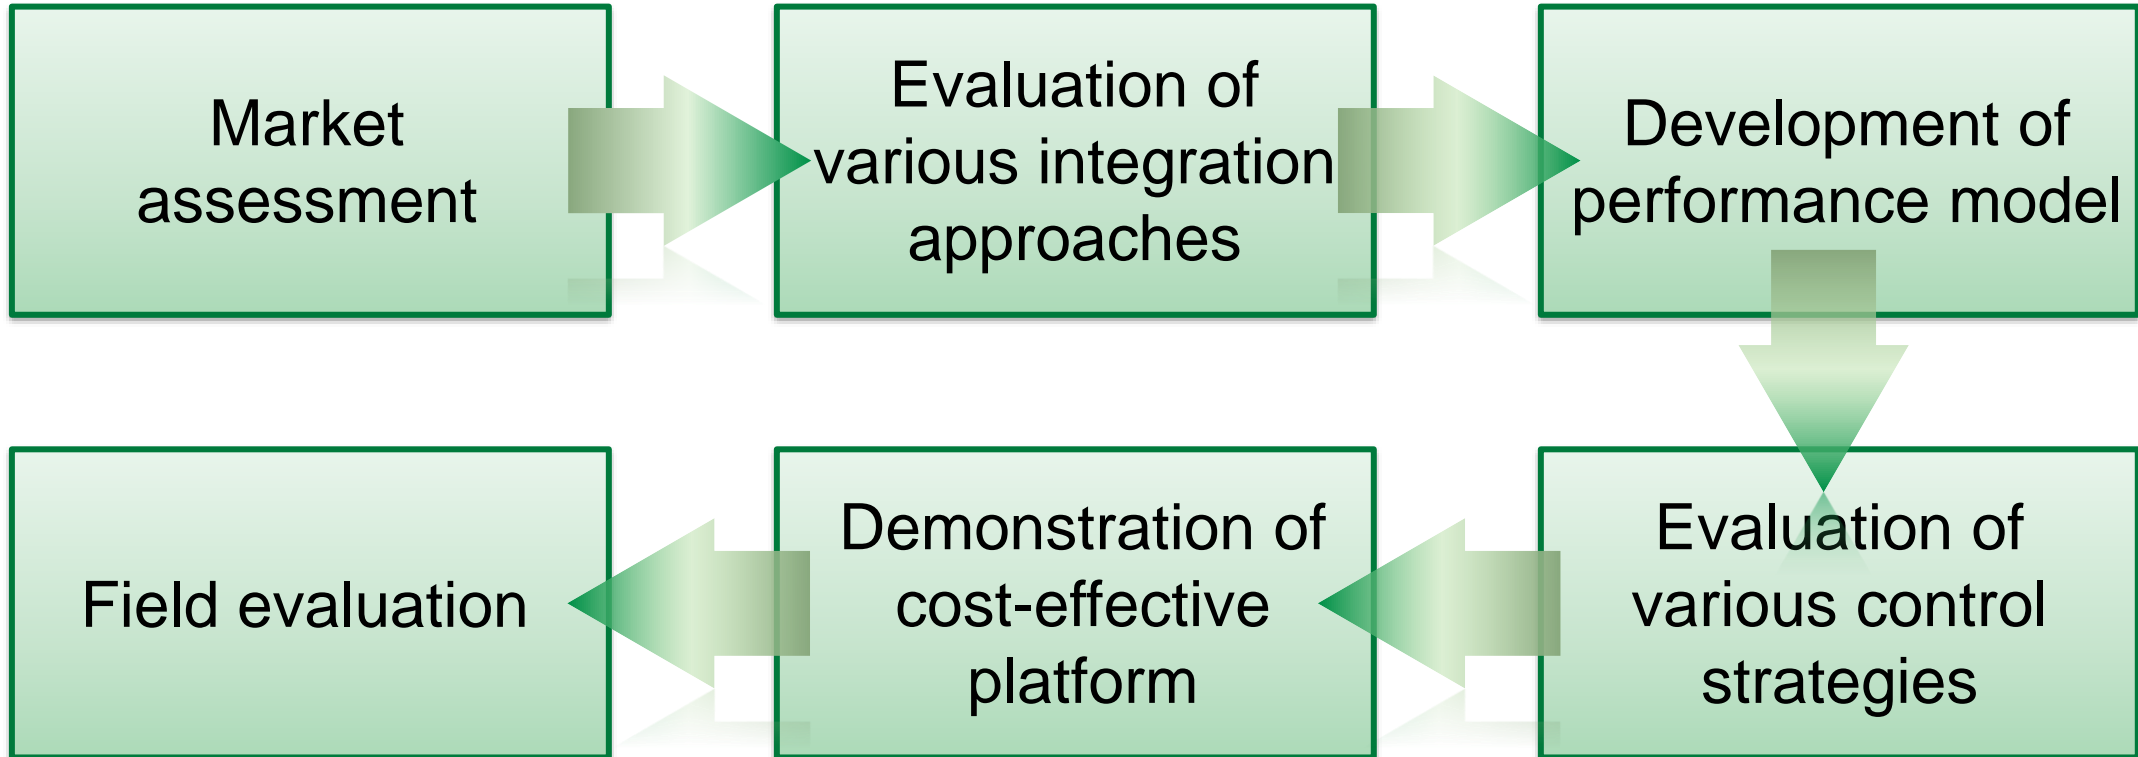 Market
assessment
Evaluation of
various integration
approaches
Development of
performance model
Evaluation of
various control
strategies
Demonstration of
cost-effective
platform
Field evaluation